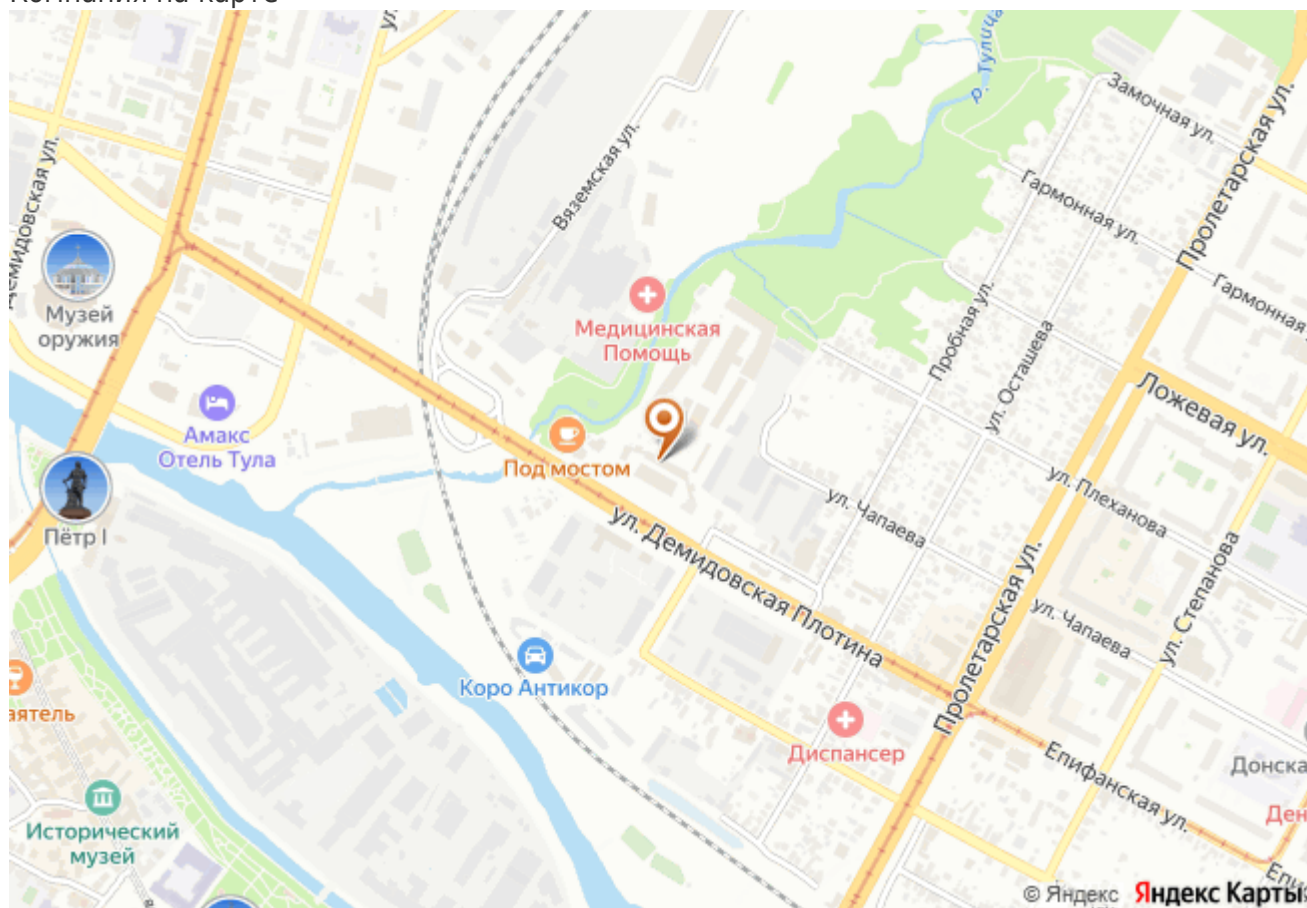 Компания на карте
ул.
р. Тулица
Замочная ул.
Гармонная ул.
Пролетарская ул.
Гармонная
Вяземская ул.
Демидовская ул.
Музей
оружия
Медицинская
Помощь
Пробная ул.
ул. Осташева
Ложевая ул.
Амакс
Отель Тула
Под мостом
ул. Плеханова
ул. Чапаева
Пётр I
ул. Демидовская Плотина
ул. Степанова
Пролетарская ул.
ул. Чапаева
Коро Антикор
аятель
Диспансер
Епифанская ул.
Донска
Ден
Исторический
музей
Епи
© Яндекс Яндекс Карты